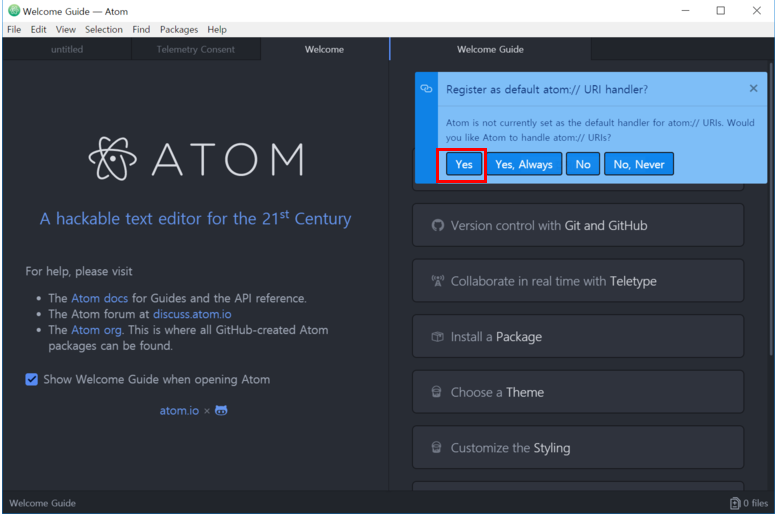 Welcome Guide — Atom
File Edit View Selection Find Packages Help
untitled
Telemetry Consent
Welcome
Welcome Guide
ATOM
A hackable text editor for the 21st Century
For help, please visit
The Atom docs for Guides and the API reference.
The Atom forum at discuss.atom.io
The Atom org. This is where all GitHub-created Atom
packages can be found.
Show Welcome Guide when opening Atom
atom.io ×
Register as default atom:// URI handler?
Atom is not currently set as the default handler for atom:// URIs. Would
you like Atom to handle atom:// URIs?
Yes
Yes, Always
No
No, Never
Version control with Git and GitHub
Collaborate in real time with Teletype
Install a Package
Choose a Theme
Customize the Styling
Welcome Guide
0 files